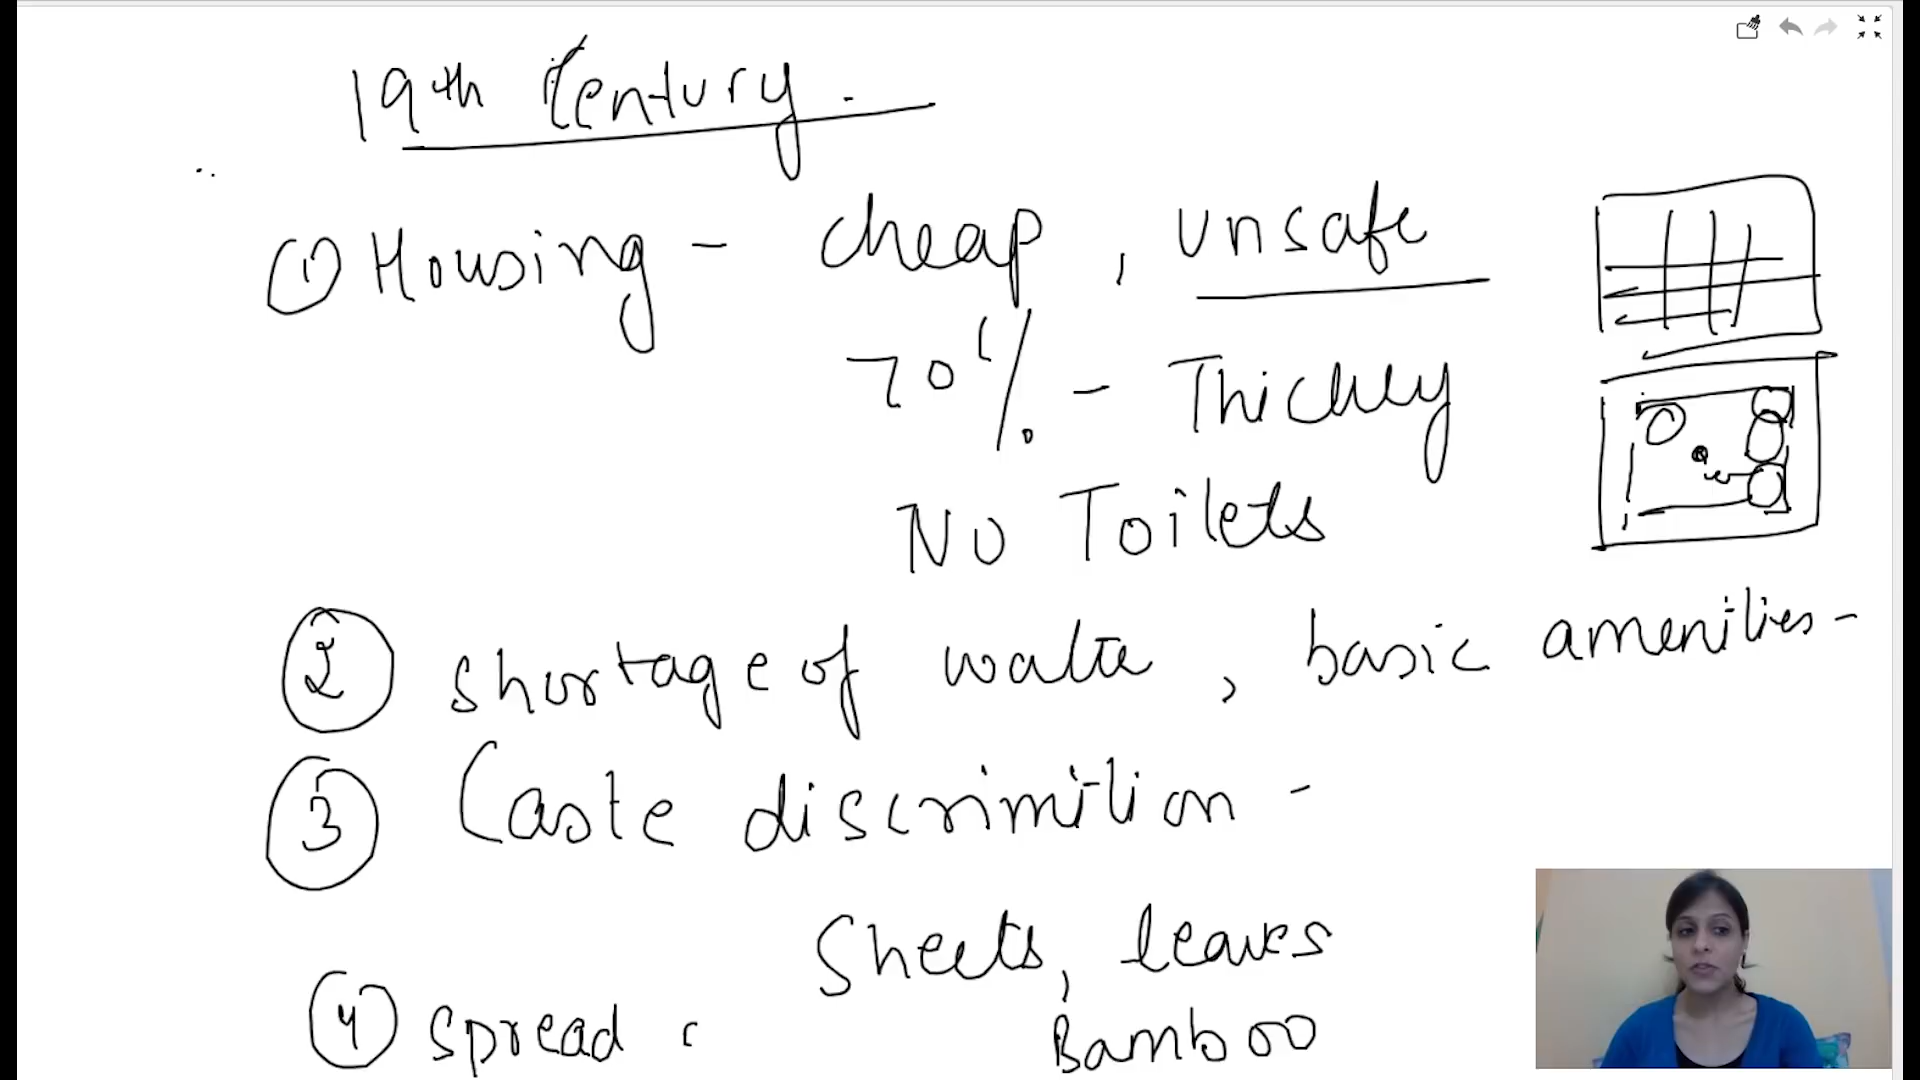 19th Century.
① Housing - cheap, unsafe
70% - Thickly
No Toilets
② shortage of water, basic amenities-
③ Caste discrimition -
Sheets, leaves
④ spread
Bamboo